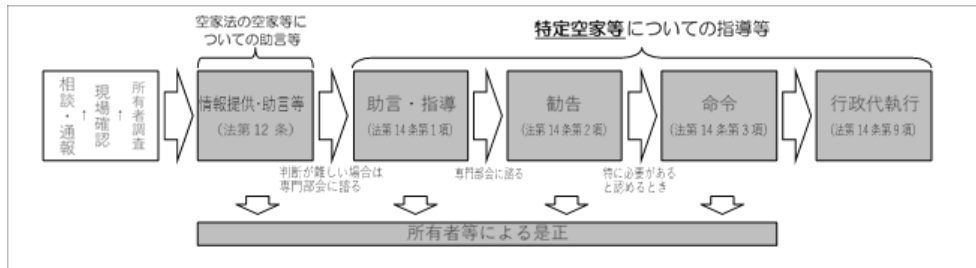 空家法の空家等に
ついての助言等
特定空家等についての指導等
相談・通報
↓
現場確認
↓
所有者調査
情報提供・助言等
(法第12条)
助言・指導
(法第14条第1項)
勧告
(法第14条第2項)
命令
(法第14条第3項)
行政代執行
(法第14条第9項)
判断が難しい場合は
専門部会に諮る
専門部会に諮る
特に必要がある
と認めるとき
所有者等による是正